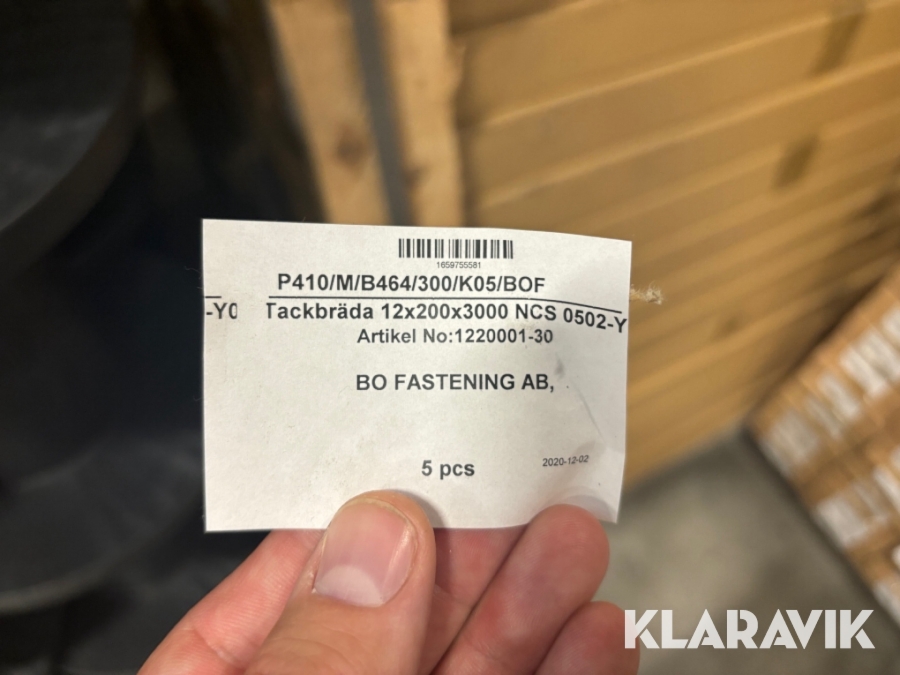 1659755581
P410/M/B464/300/K05/BOF
-Y0 Tackbräda 12x200x3000 NCS 0502-Y
Artikel No:1220001-30
BO FASTENING AB,
5 pcs
2020-12-02
KLARAVIK